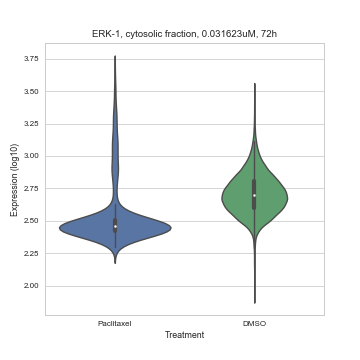 ERK-1, cytosolic fraction, 0.031623uM, 72h
3.75
3.50
3.25
3.00
2.75
2.50
2.25
2.00
Expression (log10)
Paclitaxel
DMSO
Treatment